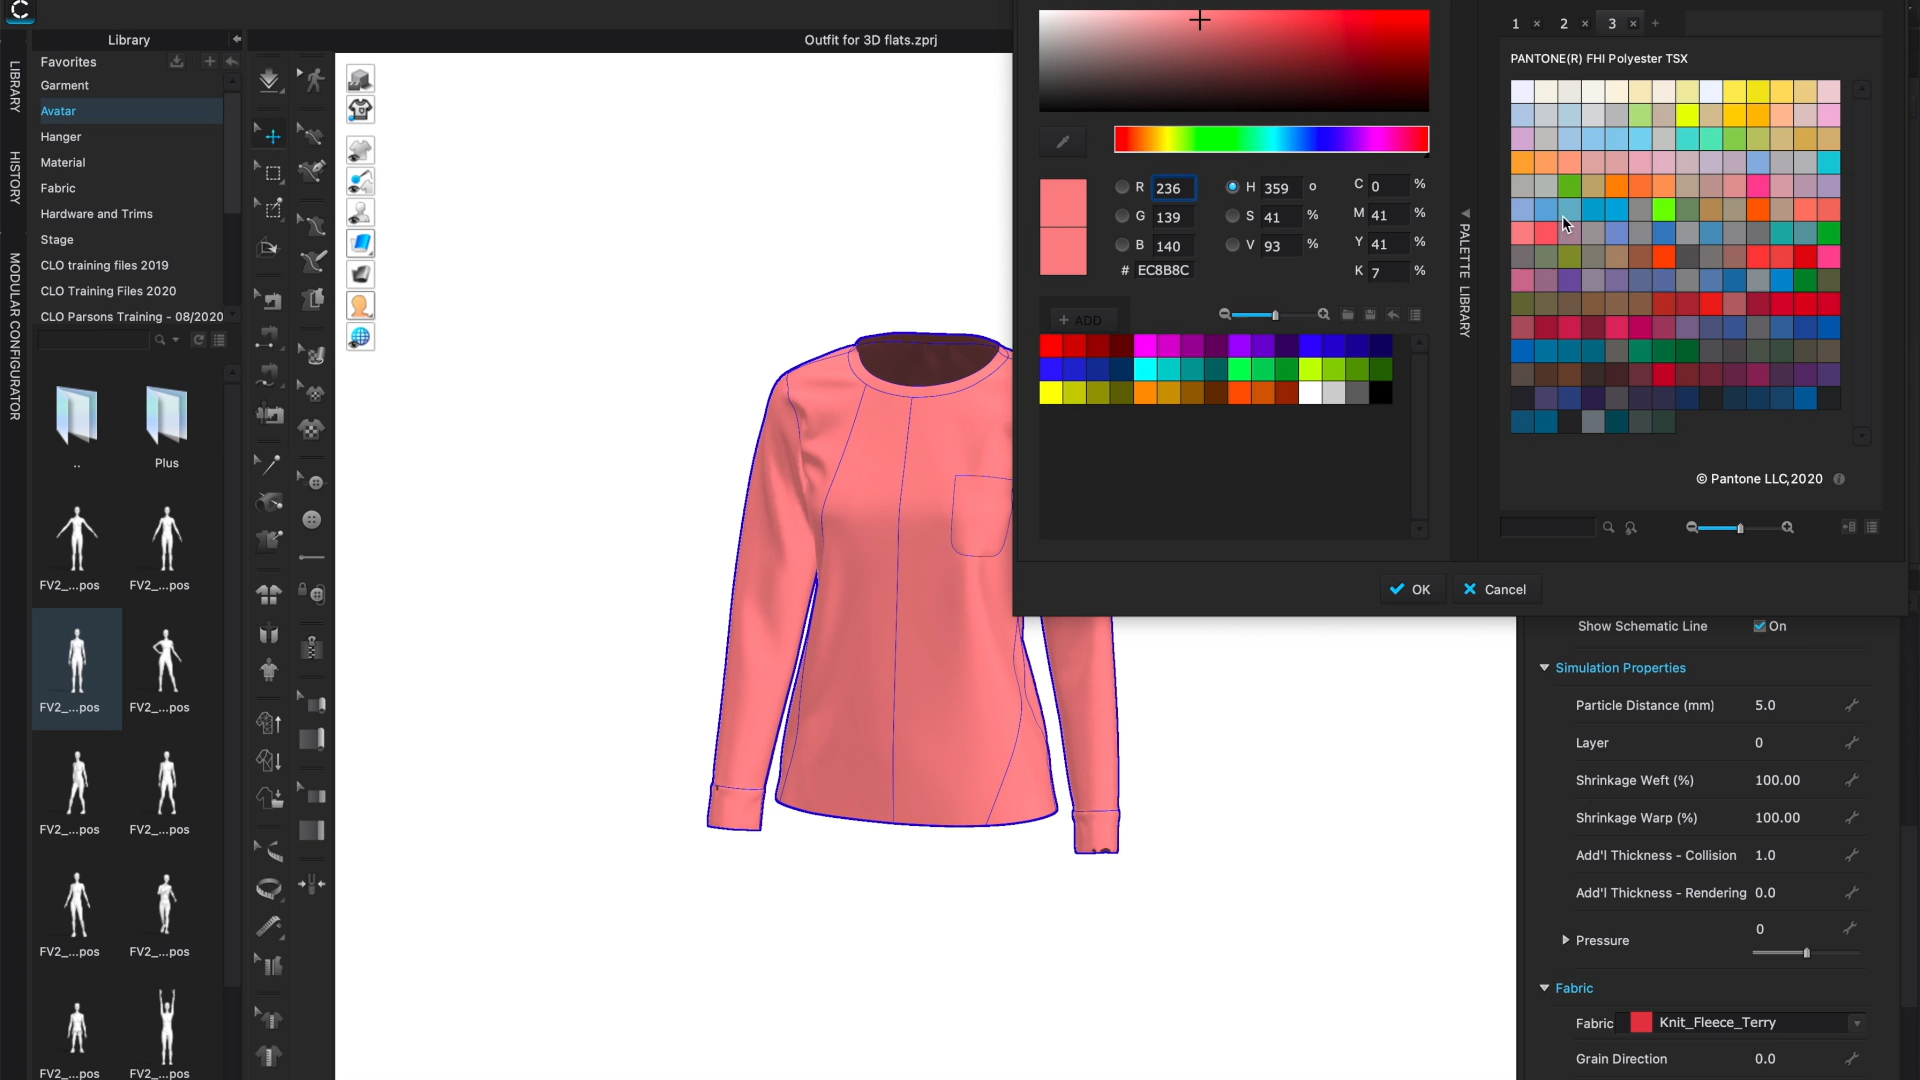 Library
Outfit for 3D flats.zprj
LIBRARY
HISTORY
MODULAR CONFIGURATOR
Favorites
Garment
Avatar
Hanger
Material
Fabric
Hardware and Trims
Stage
CLO training files 2019
CLO Training Files 2020
CLO Parsons Training - 08/2020
..
Plus
FV2_...pos
FV2_...pos
FV2_...pos
FV2_...pos
FV2_...pos
FV2_...pos
FV2_...pos
FV2_...pos
FV2_...pos
FV2_...pos
R 236
H 359 o
C 0 %
G 139
S 41 %
M 41 %
B 140
V 93 %
Y 41 %
# EC8B8C
K 7 %
+ ADD
PALETTE LIBRARY
1 × 2 × 3 × +
PANTONE(R) FHI Polyester TSX
© Pantone LLC,2020
OK
Cancel
Show Schematic Line On
Simulation Properties
Particle Distance (mm) 5.0
Layer 0
Shrinkage Weft (%) 100.00
Shrinkage Warp (%) 100.00
Add'l Thickness - Collision 1.0
Add'l Thickness - Rendering 0.0
Pressure 0
Fabric
Fabric Knit_Fleece_Terry
Grain Direction 0.0